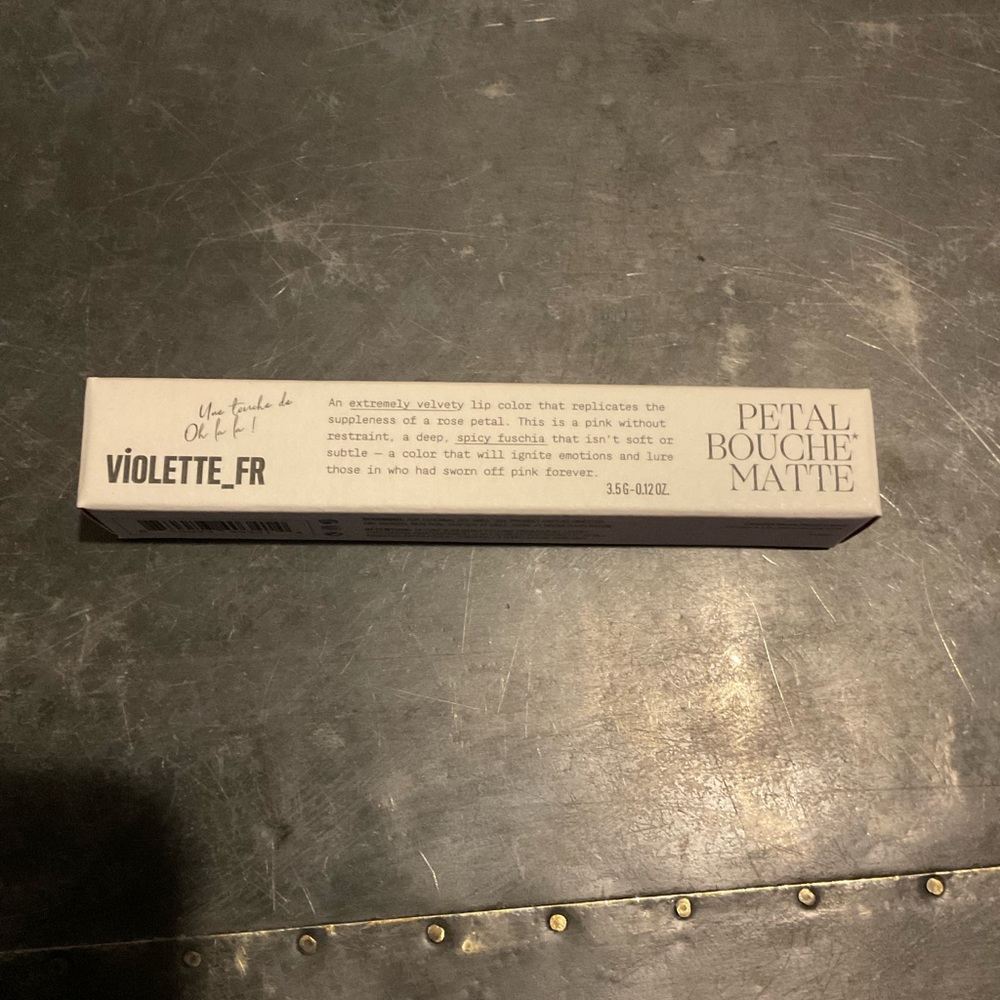 Une touche de
Oh la la !
VIOLETTE_FR
An extremely velvety lip color that replicates the
suppleness of a rose petal. This is a pink without
restraint, a deep, spicy fuschia that isn't soft or
subtle — a color that will ignite emotions and lure
those in who had sworn off pink forever.
3.5 G - 0.12 OZ.
PETAL
BOUCHE*
MATTE